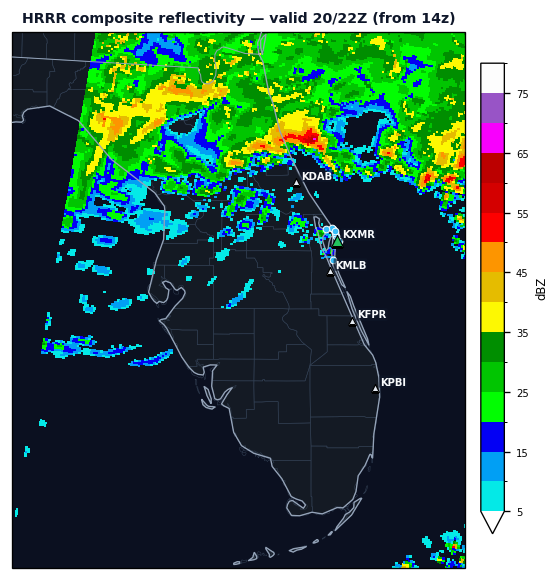 HRRR composite reflectivity — valid 20/22Z (from 14z)
KDAB
KXMR
KMLB
KFPR
KPBI
75
65
55
45
35
25
15
5
dBZ